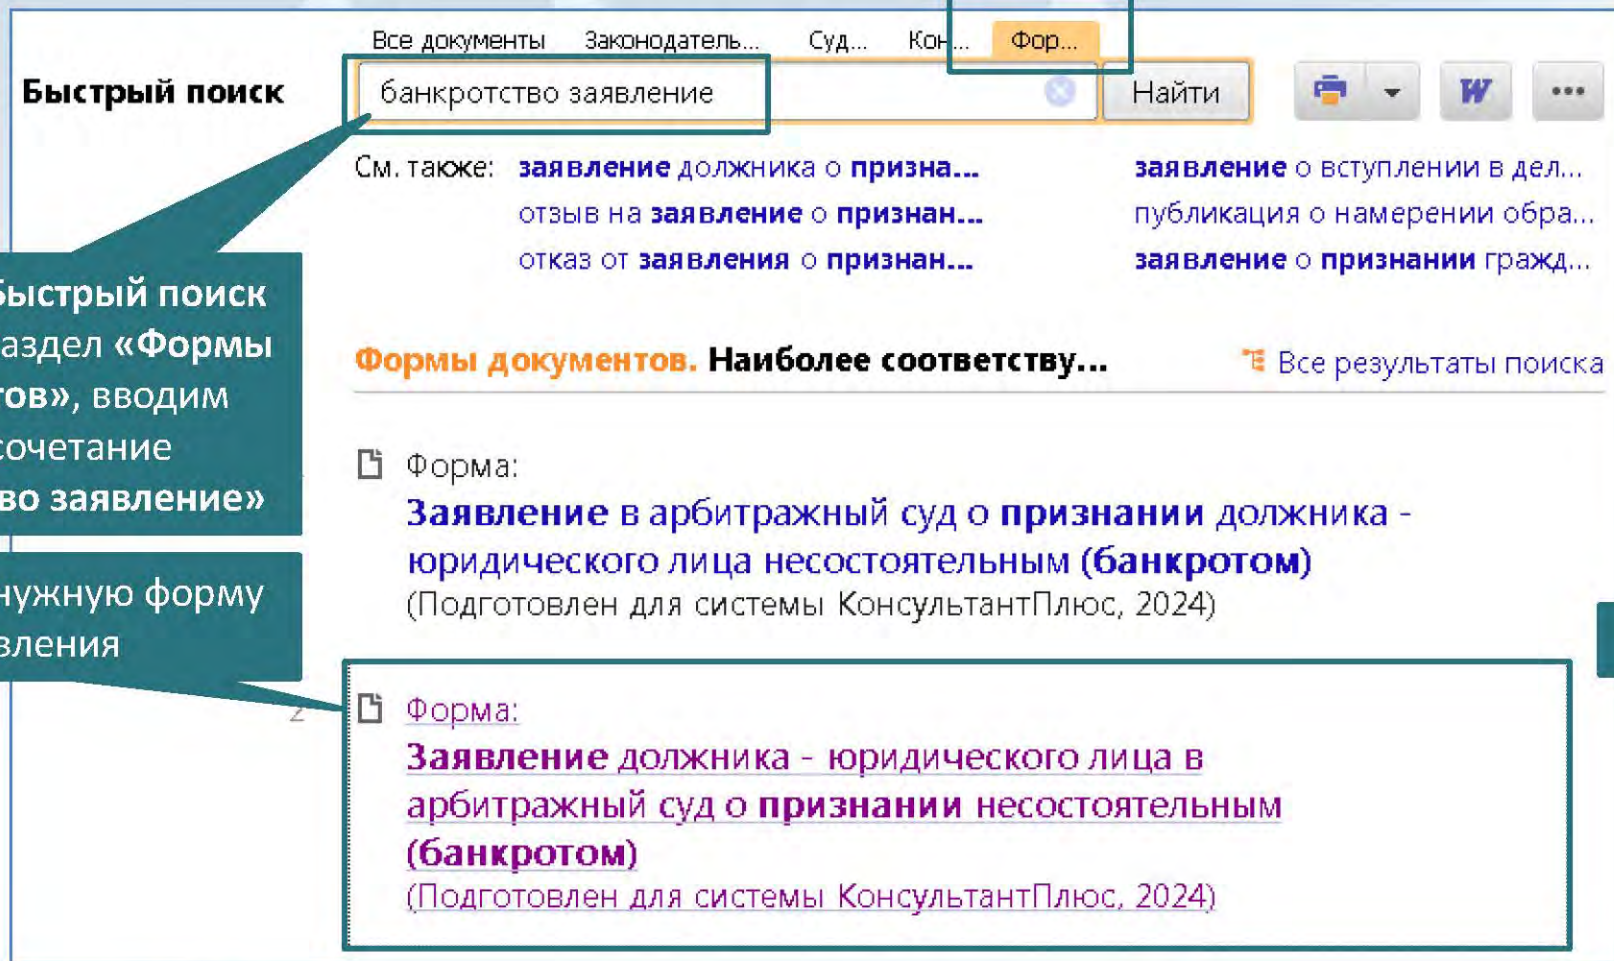 Все документы Законодатель... Суд... Кон... Фор...
Быстрый поиск банкротство заявление Найти W ...
См. также: заявление должника о призна... заявление о вступлении в дел...
отзыв на заявление о признан... публикация о намерении обра...
отказ от заявления о признан... заявление о признании гражд...
Быстрый поиск
аздел «Формы
тов», вводим
сочетание
во заявление»
Формы документов. Наиболее соответству... Все результаты поиска
Форма:
Заявление в арбитражный суд о признании должника -
юридического лица несостоятельным (банкротом)
(Подготовлен для системы КонсультантПлюс, 2024)
нужную форму
вления
2 Форма:
Заявление должника - юридического лица в
арбитражный суд о признании несостоятельным
(банкротом)
(Подготовлен для системы КонсультантПлюс, 2024)